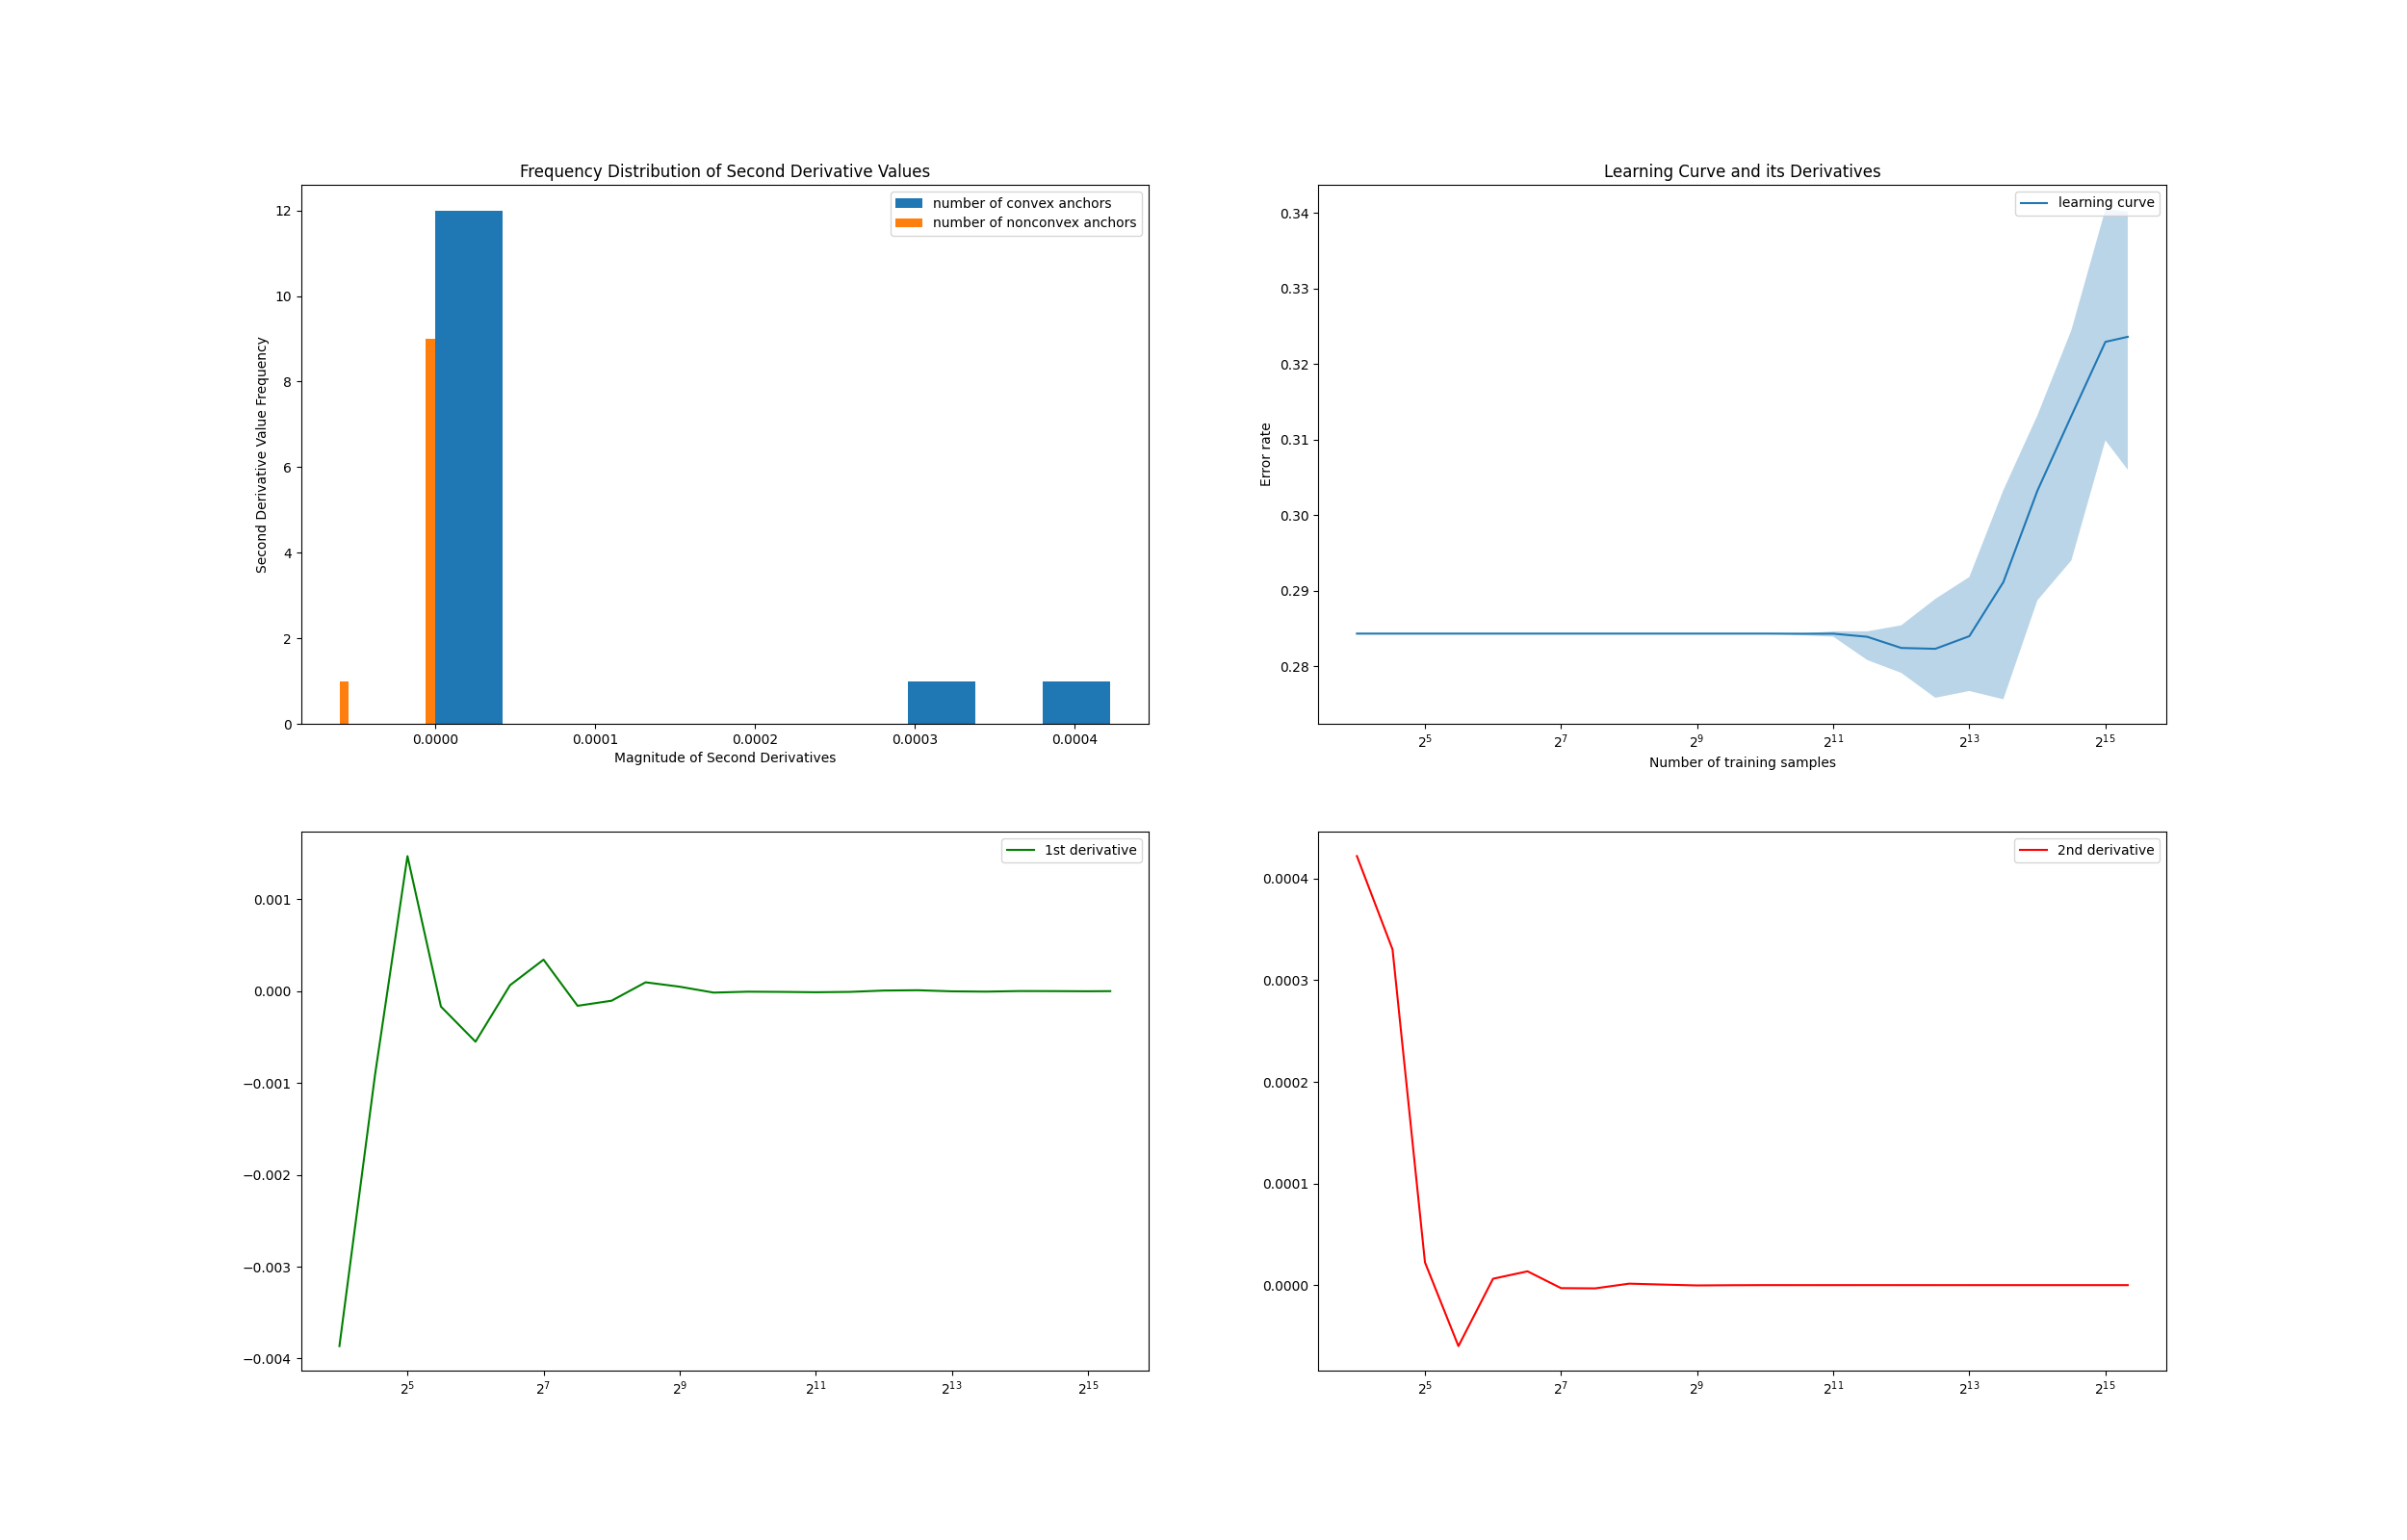 Frequency Distribution of Second Derivative Values
number of convex anchors
number of nonconvex anchors
12
10
8
6
4
2
0
Second Derivative Value Frequency
0.0000 0.0001 0.0002 0.0003 0.0004
Magnitude of Second Derivatives
Learning Curve and its Derivatives
learning curve
0.34
0.33
0.32
0.31
0.30
0.29
0.28
Error rate
2^5 2^7 2^9 2^11 2^13 2^15
Number of training samples
1st derivative
0.001
0.000
−0.001
−0.002
−0.003
−0.004
2^5 2^7 2^9 2^11 2^13 2^15
2nd derivative
0.0004
0.0003
0.0002
0.0001
0.0000
2^5 2^7 2^9 2^11 2^13 2^15